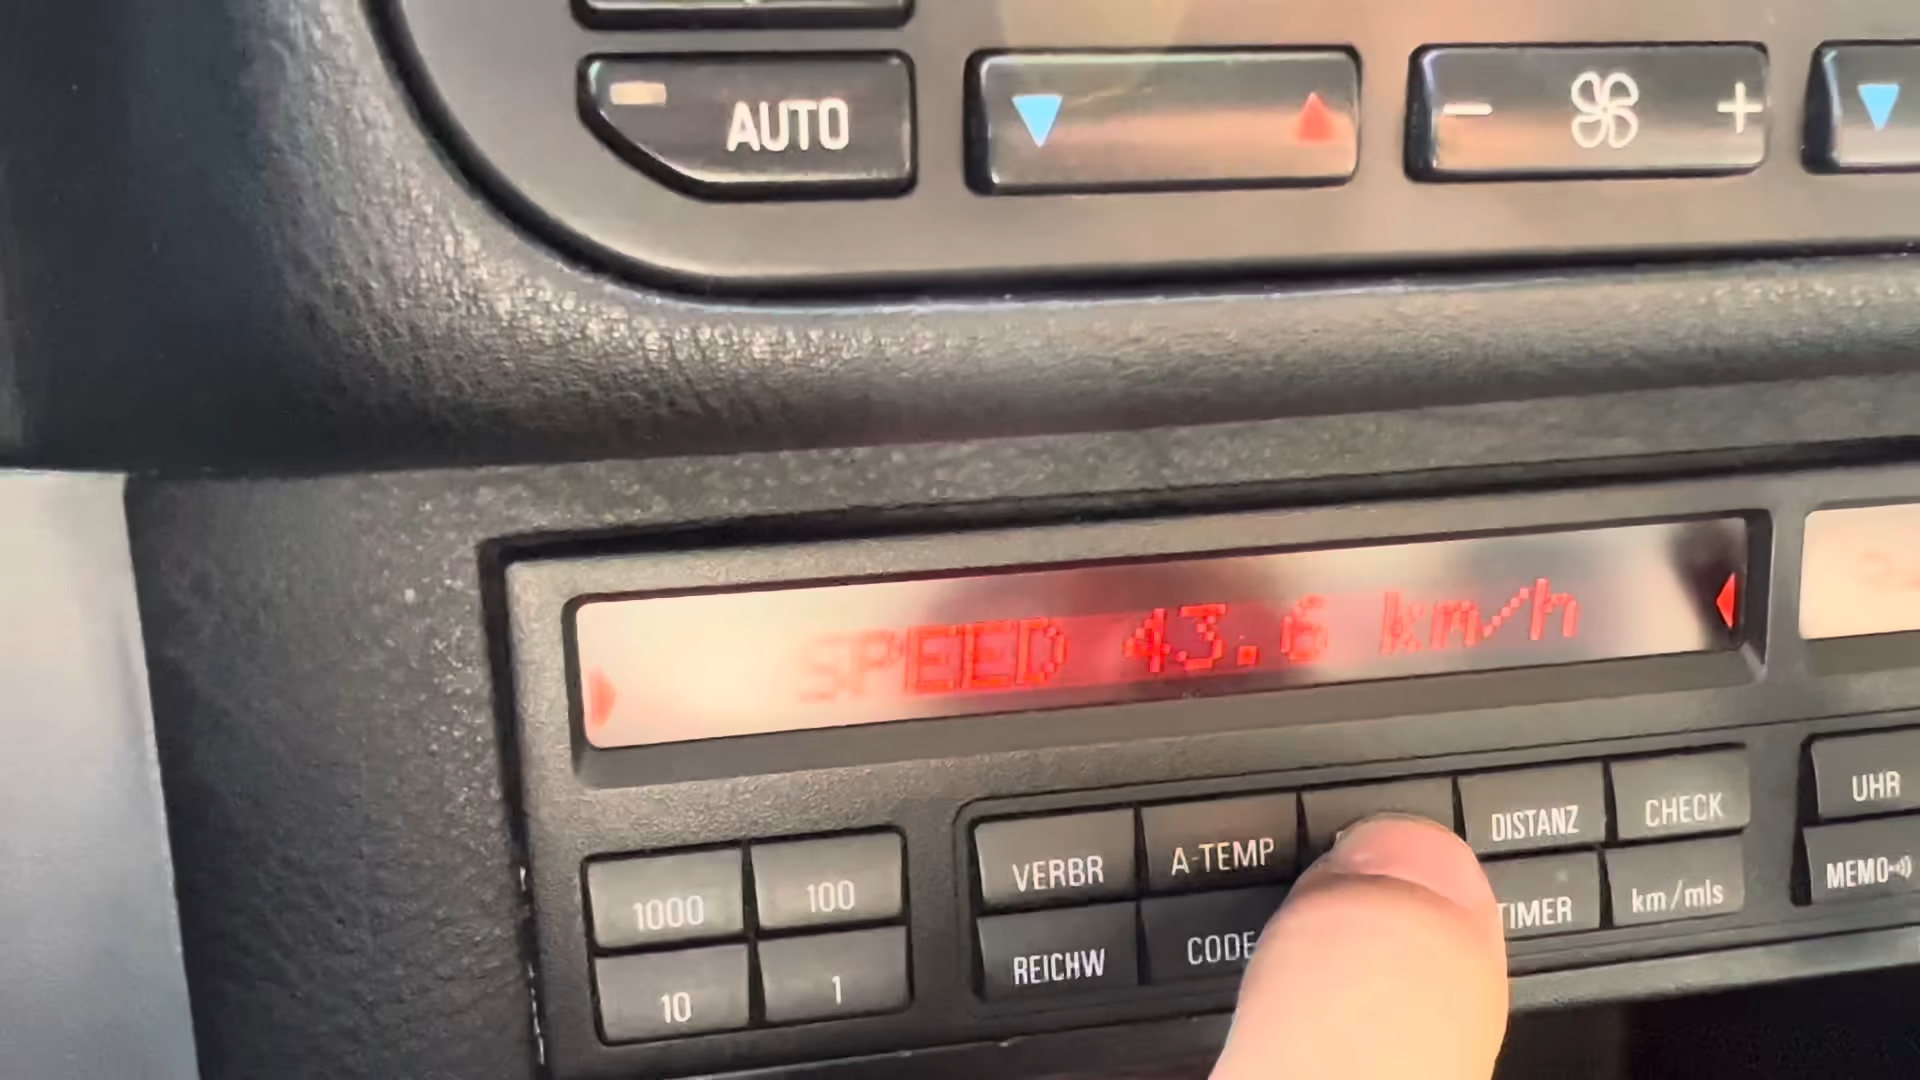 AUTO
- +
SPEED 43.6 km/h
1000 100
10 1
VERBR A-TEMP DISTANZ CHECK
REICHW CODE TIMER km/mls
UHR
MEMO